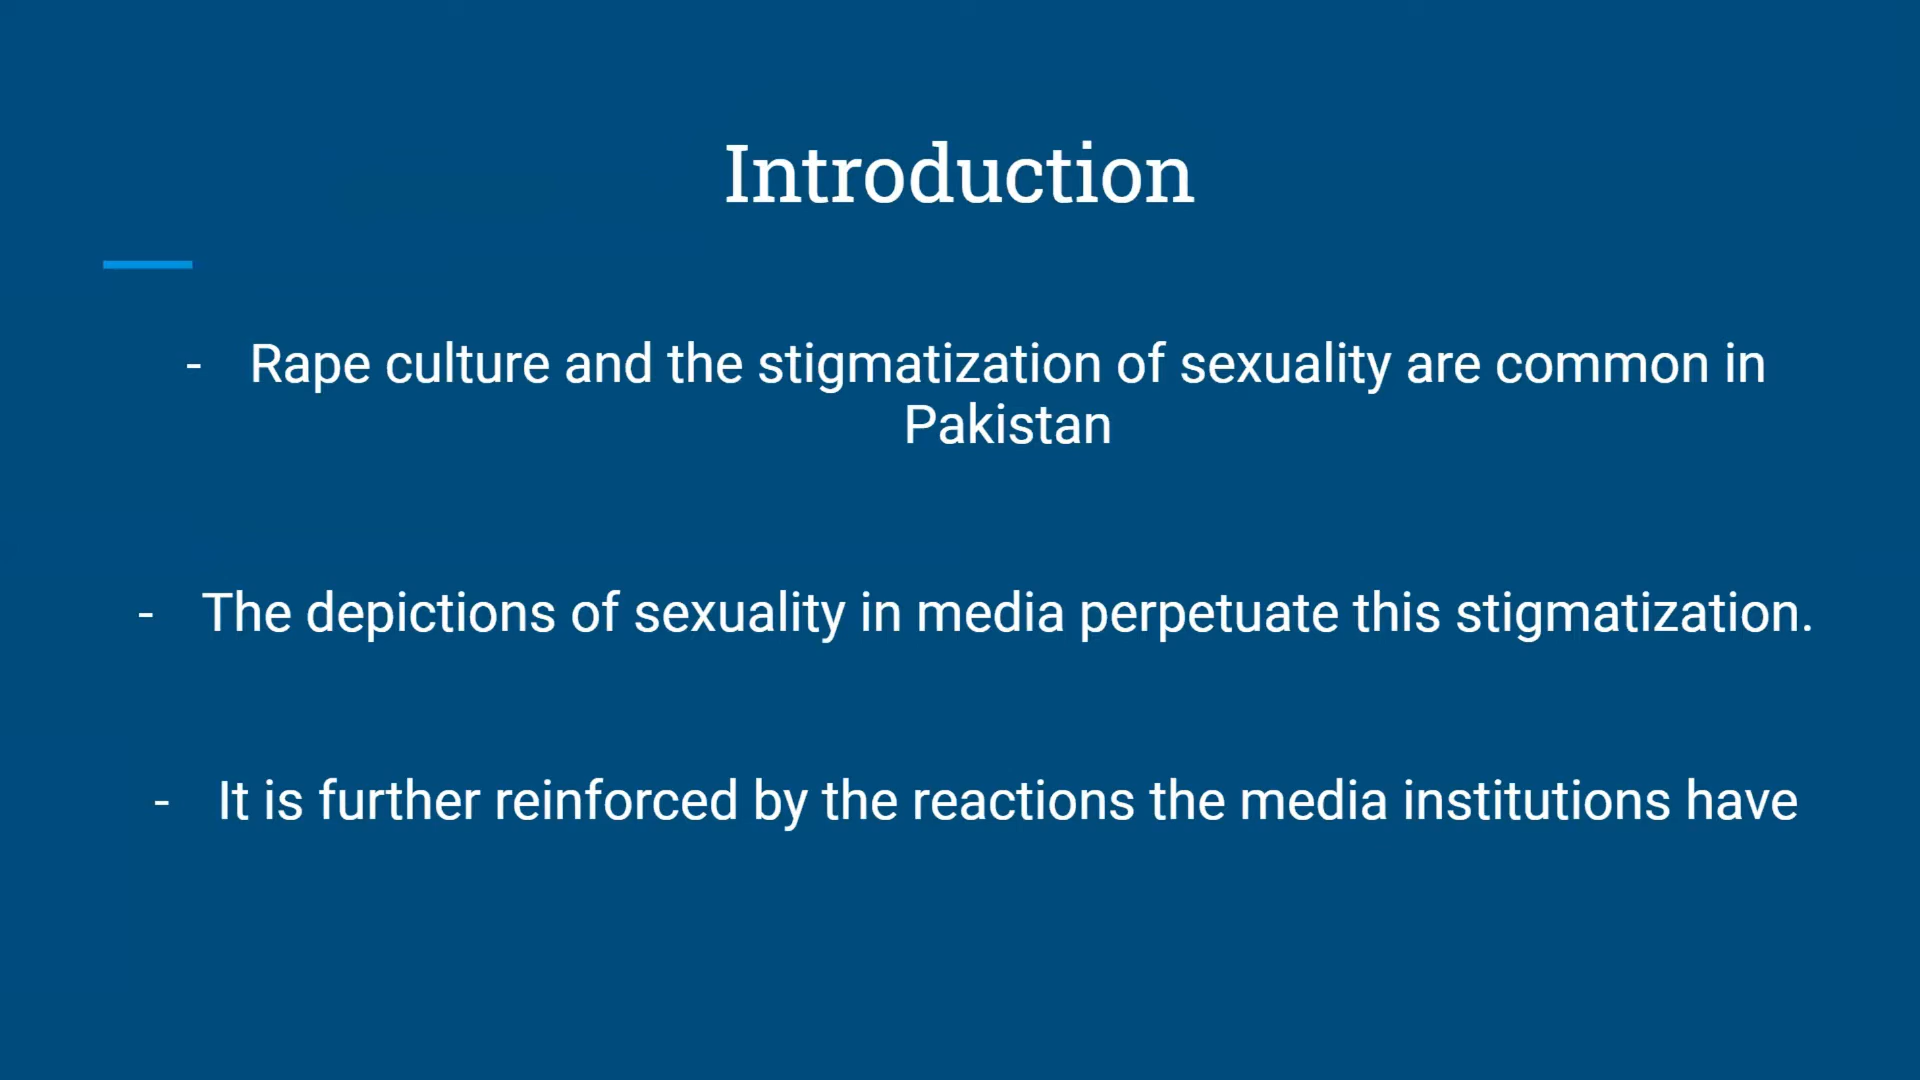 Introduction
- Rape culture and the stigmatization of sexuality are common in
Pakistan
- The depictions of sexuality in media perpetuate this stigmatization.
- It is further reinforced by the reactions the media institutions have